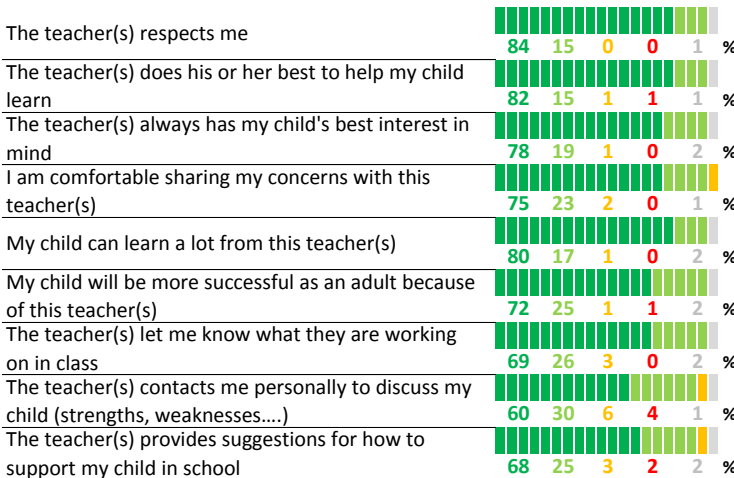 The teacher(s) respects me
84 15 0 0 1 %
The teacher(s) does his or her best to help my child
learn
82 15 1 1 1 %
The teacher(s) always has my child's best interest in
mind
78 19 1 0 2 %
I am comfortable sharing my concerns with this
teacher(s)
75 23 2 0 1 %
My child can learn a lot from this teacher(s)
80 17 1 0 2 %
My child will be more successful as an adult because
of this teacher(s)
72 25 1 1 2 %
The teacher(s) let me know what they are working
on in class
69 26 3 0 2 %
The teacher(s) contacts me personally to discuss my
child (strengths, weaknesses….)
60 30 6 4 1 %
The teacher(s) provides suggestions for how to
support my child in school
68 25 3 2 2 %